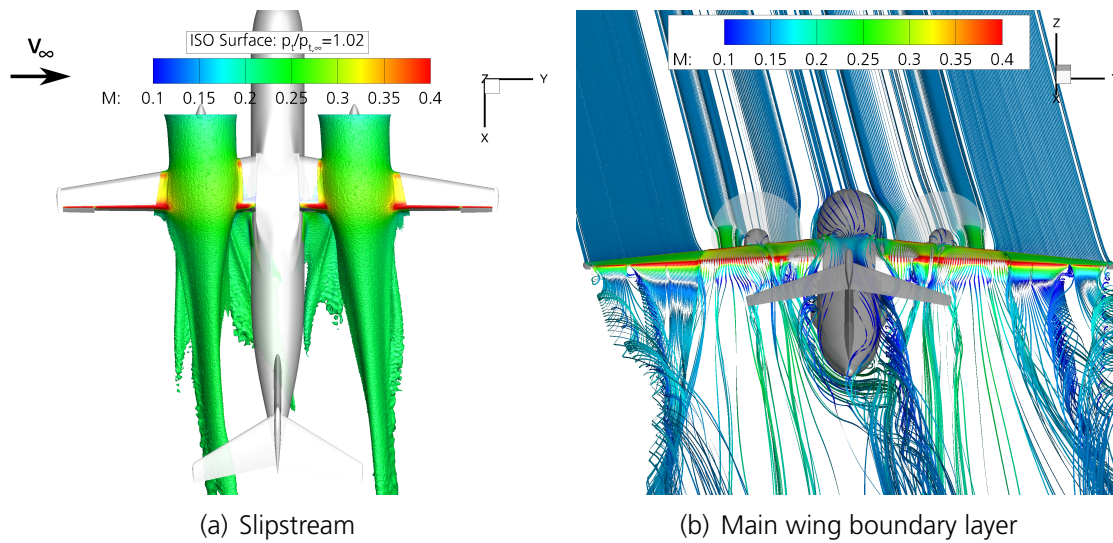 V∞
ISO Surface: pₜ/pₜ,∞=1.02
M: 0.1 0.15 0.2 0.25 0.3 0.35 0.4
Z Y
X
(a) Slipstream
M: 0.1 0.15 0.2 0.25 0.3 0.35 0.4
Z
Y
X
(b) Main wing boundary layer